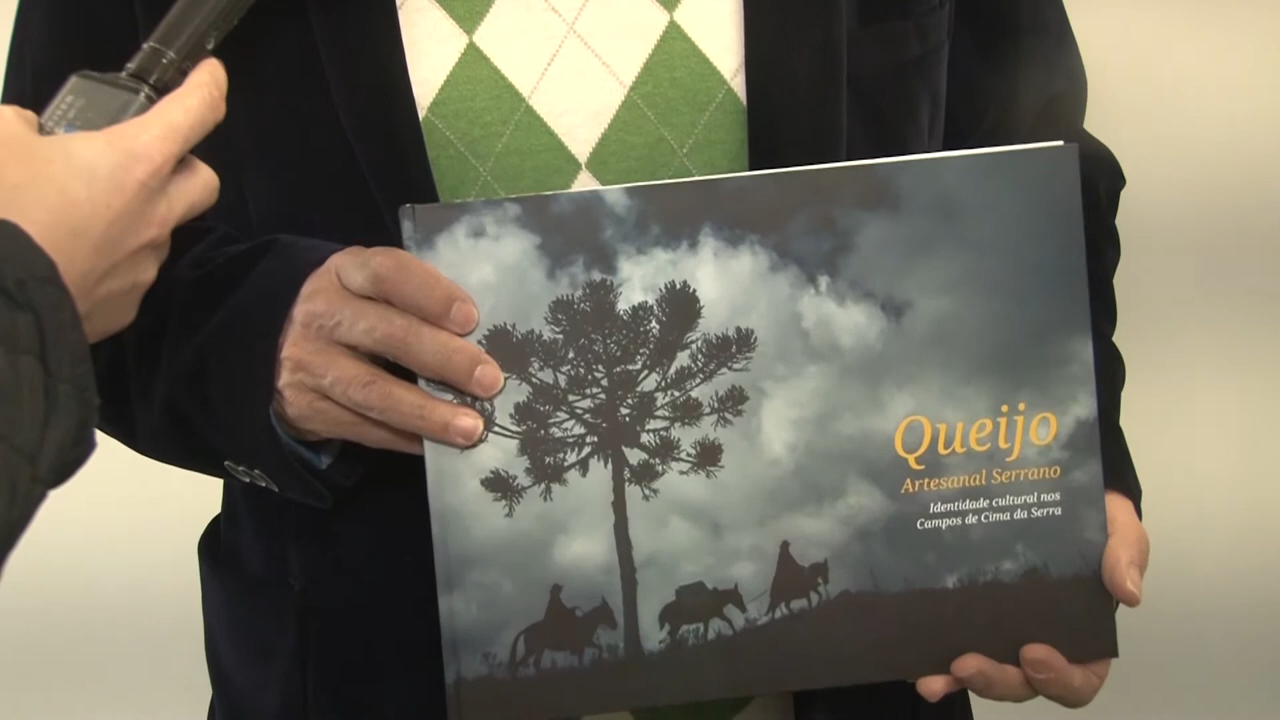 Queijo
Artesanal Serrano
Identidade cultural nos
Campos de Cima da Serra